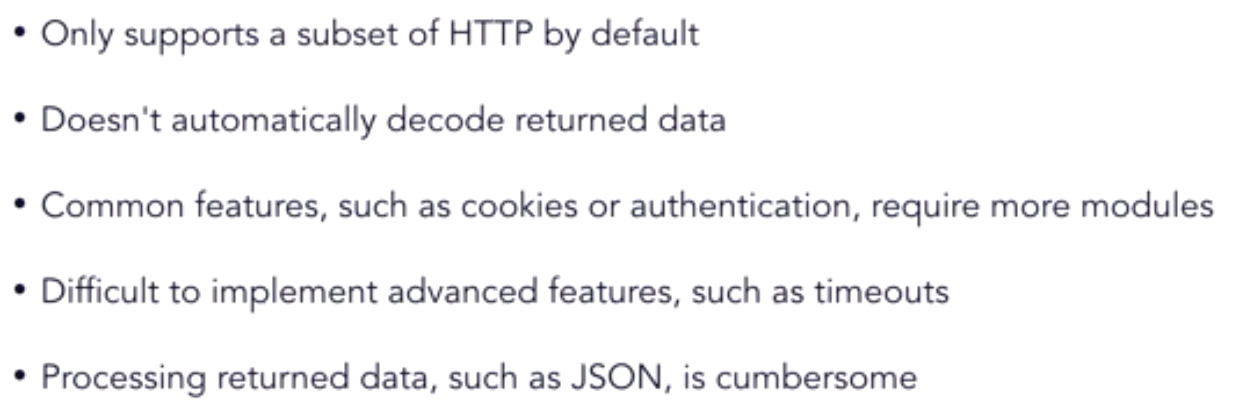 • Only supports a subset of HTTP by default
• Doesn't automatically decode returned data
• Common features, such as cookies or authentication, require more modules
• Difficult to implement advanced features, such as timeouts
• Processing returned data, such as JSON, is cumbersome